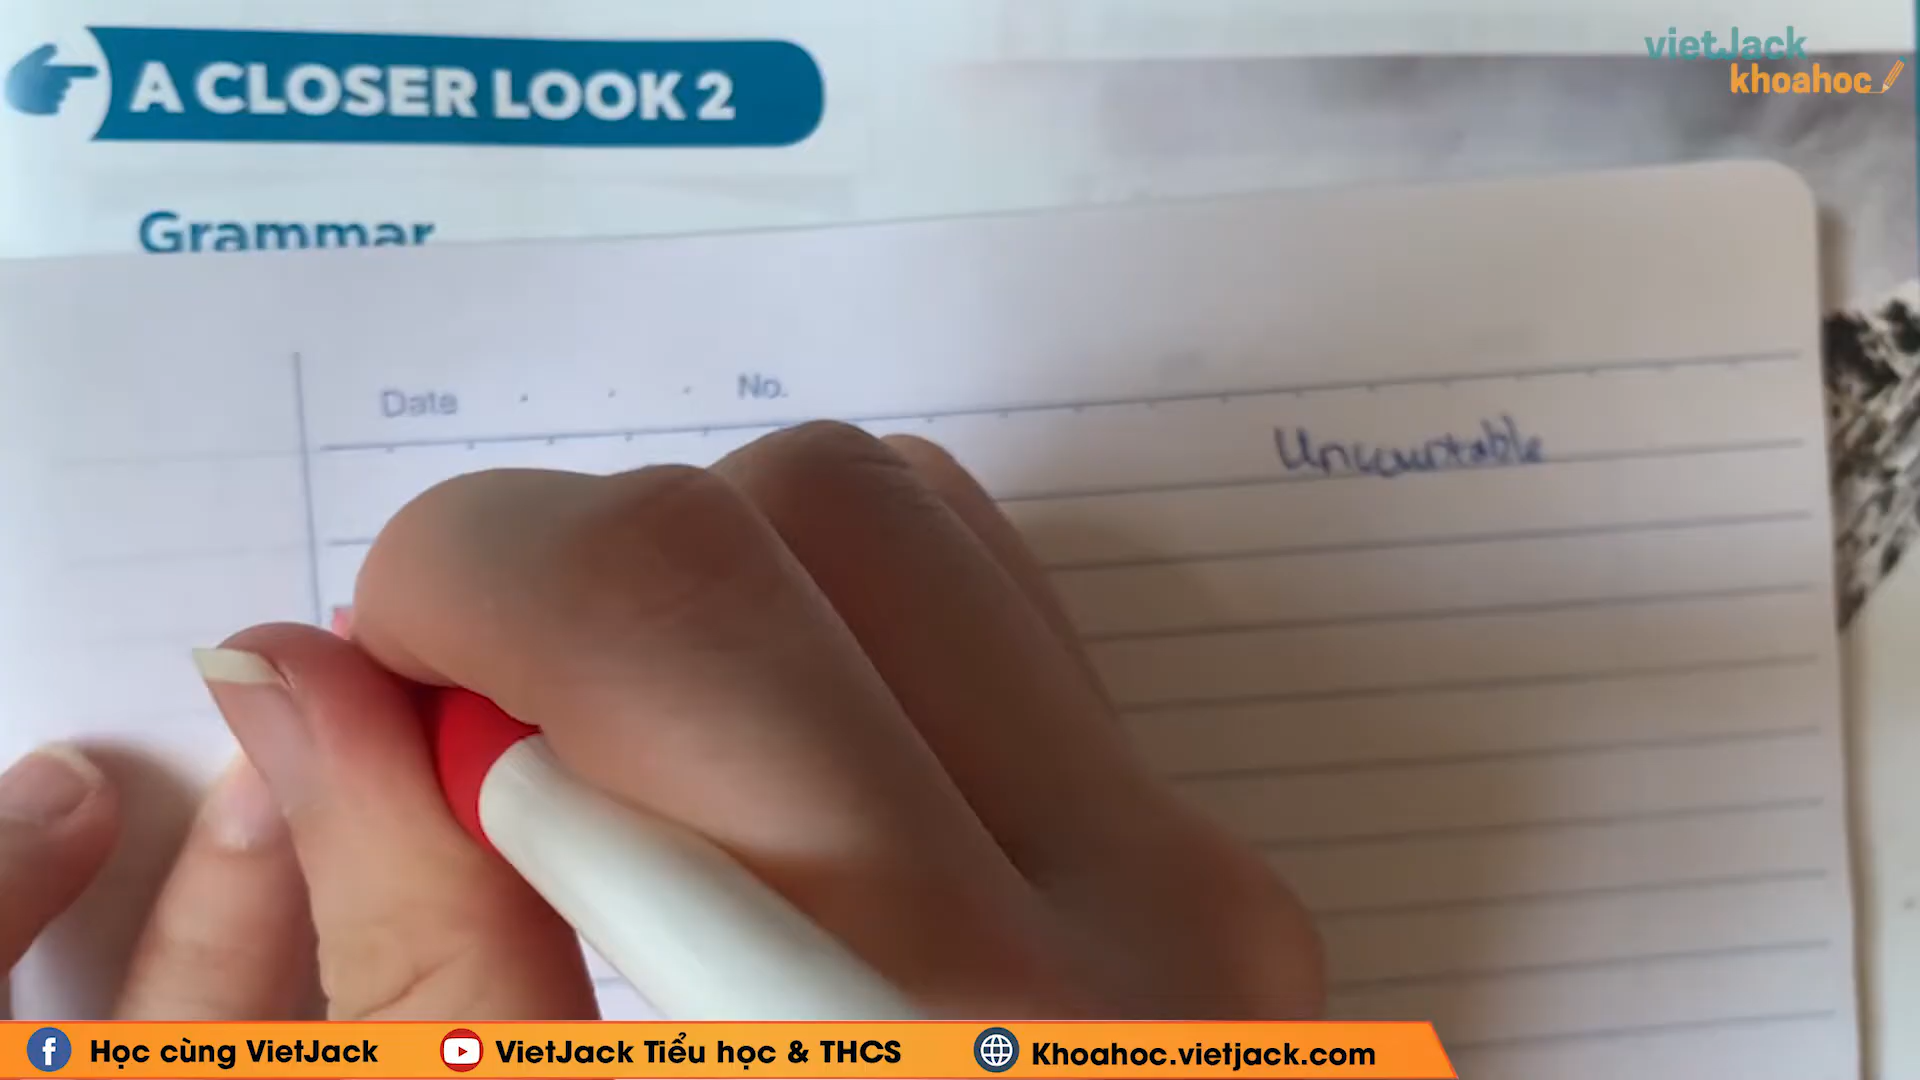 A CLOSER LOOK 2
vietJack
khoahoc
Grammar
Date
No.
Uncountable
Học cùng VietJack
VietJack Tiểu học & THCS
Khoahoc.vietjack.com